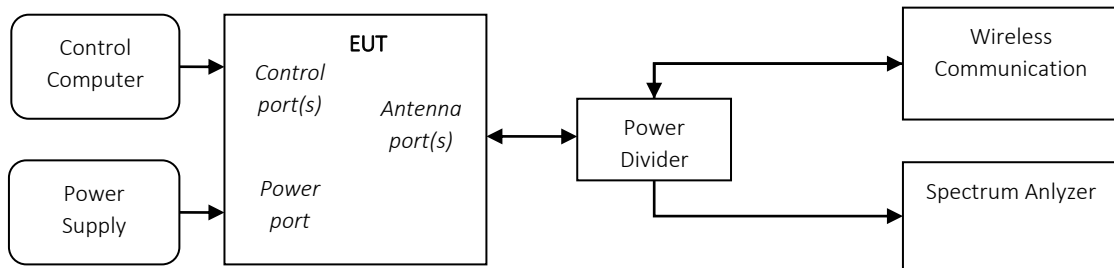 Control
Computer
EUT
Control
port(s)
Antenna
port(s)
Power
port
Power
Supply
Power
Divider
Wireless
Communication
Spectrum Anlyzer